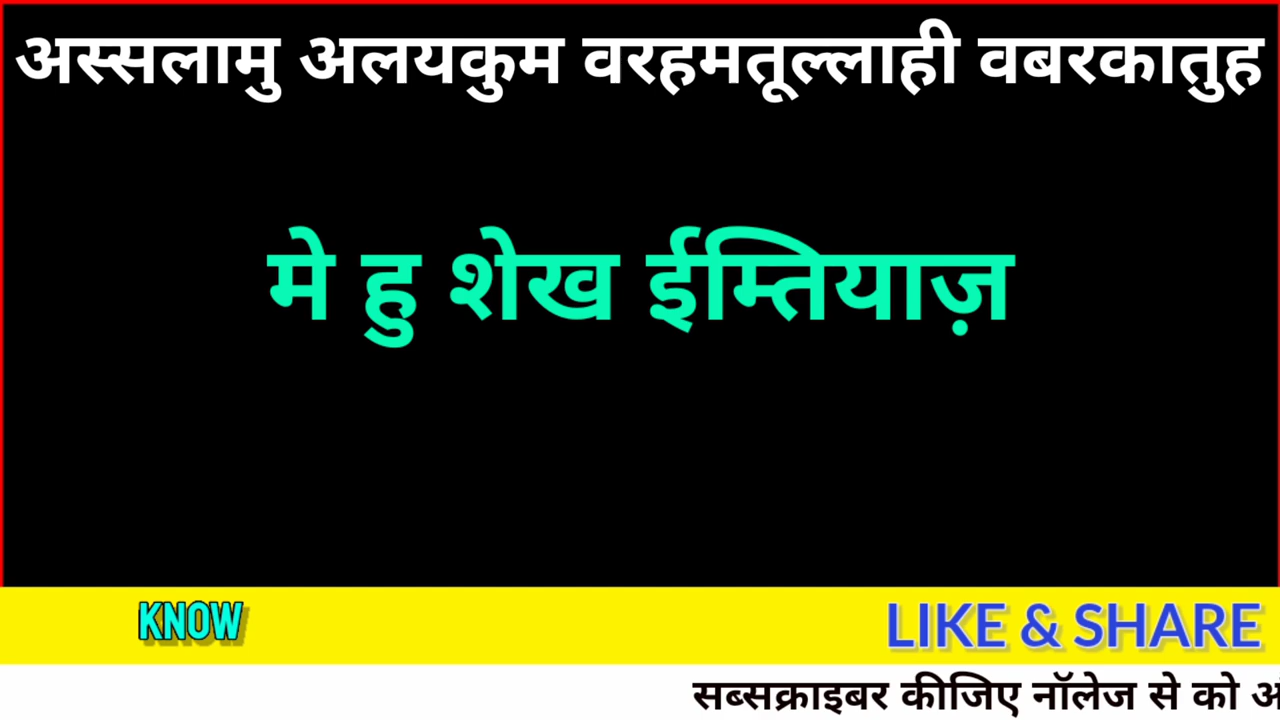 अस्सलामु अलयकुम वरहमतूल्लाही वबरकातुह
मे हु शेख ईम्तियाज़
KNOW
LIKE & SHARE
सब्सक्राइबर कीजिए नॉलेज से को